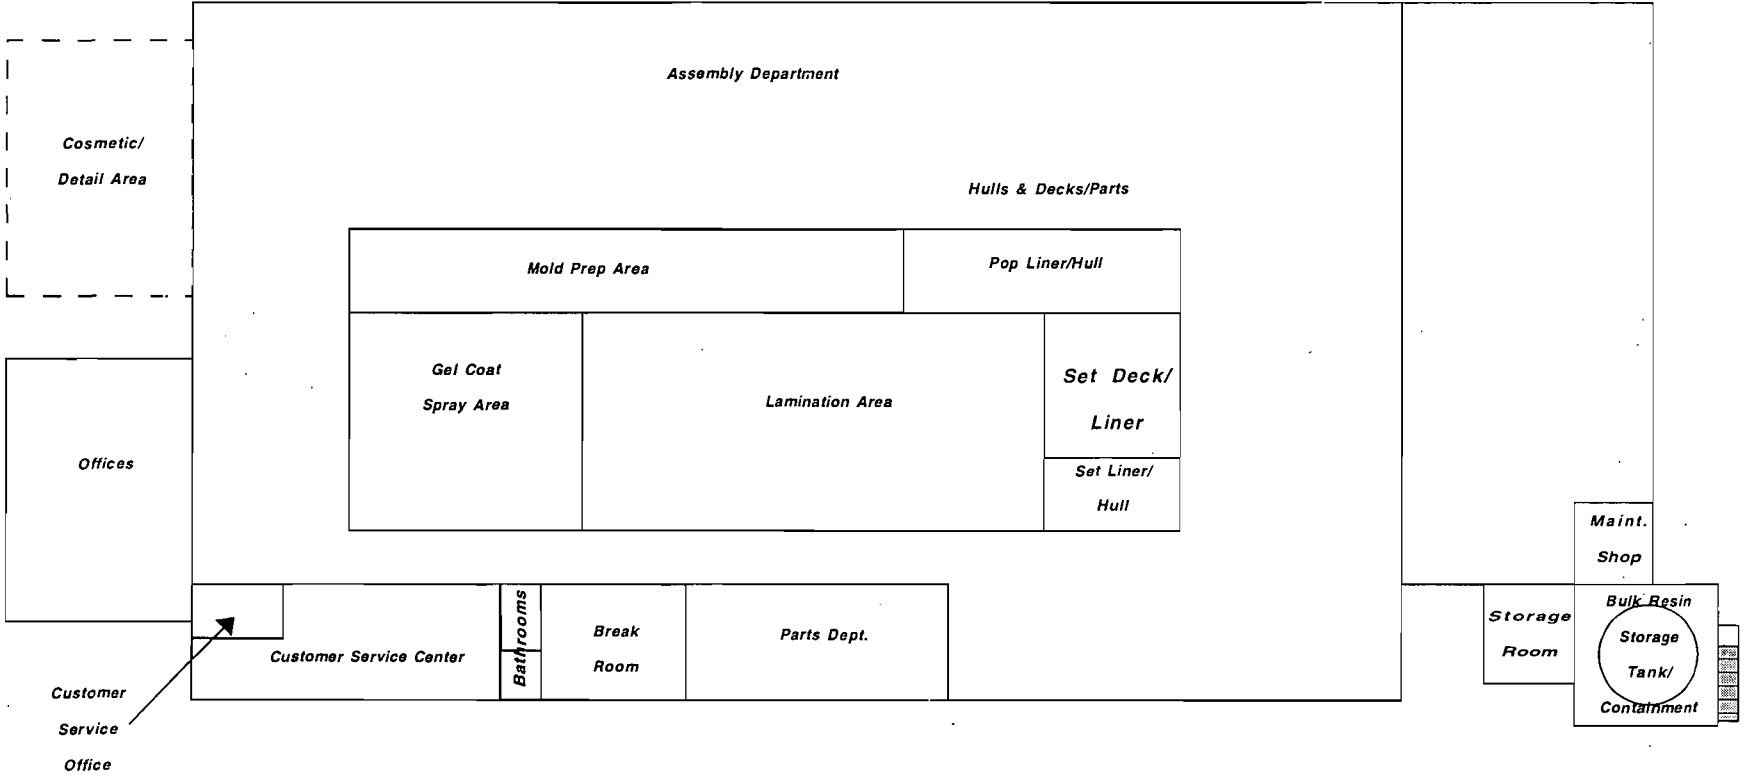 Assembly Department
Cosmetic/
Detail Area
Hulls & Decks/Parts
Mold Prep Area
Pop Liner/Hull
Gel Coat
Spray Area
Lamination Area
Set Deck/
Liner
Set Liner/
Hull
Offices
Maint.
Shop
Storage
Room
Bulk Resin
Storage
Tank/
Containment
Customer Service Center
Bathrooms
Break
Room
Parts Dept.
Customer
Service
Office